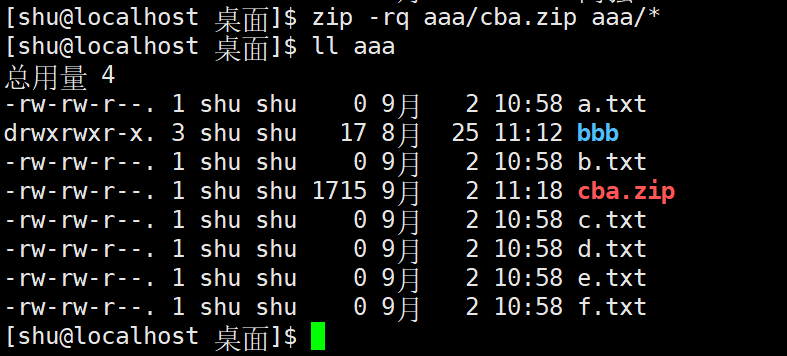 [shu@localhost 桌面]$ zip -rq aaa/cba.zip aaa/*
[shu@localhost 桌面]$ ll aaa
总用量 4
-rw-rw-r--. 1 shu shu    0 9月   2 10:58 a.txt
drwxrwxr-x. 3 shu shu   17 8月  25 11:12 bbb
-rw-rw-r--. 1 shu shu    0 9月   2 10:58 b.txt
-rw-rw-r--. 1 shu shu 1715 9月   2 11:18 cba.zip
-rw-rw-r--. 1 shu shu    0 9月   2 10:58 c.txt
-rw-rw-r--. 1 shu shu    0 9月   2 10:58 d.txt
-rw-rw-r--. 1 shu shu    0 9月   2 10:58 e.txt
-rw-rw-r--. 1 shu shu    0 9月   2 10:58 f.txt
[shu@localhost 桌面]$